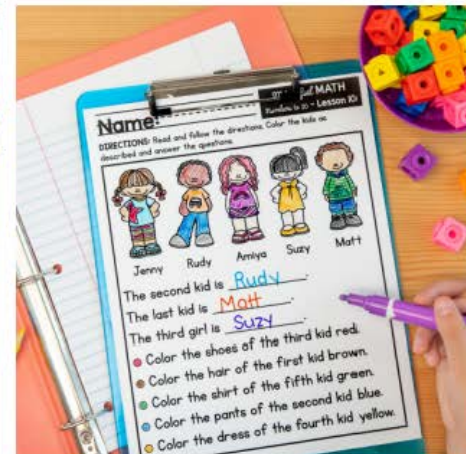 ful MATH
Numbers to 20 - Lesson 10
Name:
DIRECTIONS: Read and follow the directions. Color the kids as
described and answer the questions.
Jenny Rudy Amiya Suzy Matt
The second kid is Rudy.
The last kid is Matt.
The third girl is Suzy.
Color the shoes of the third kid red.
Color the hair of the first kid brown.
Color the shirt of the fifth kid green.
Color the pants of the second kid blue.
Color the dress of the fourth kid yellow.